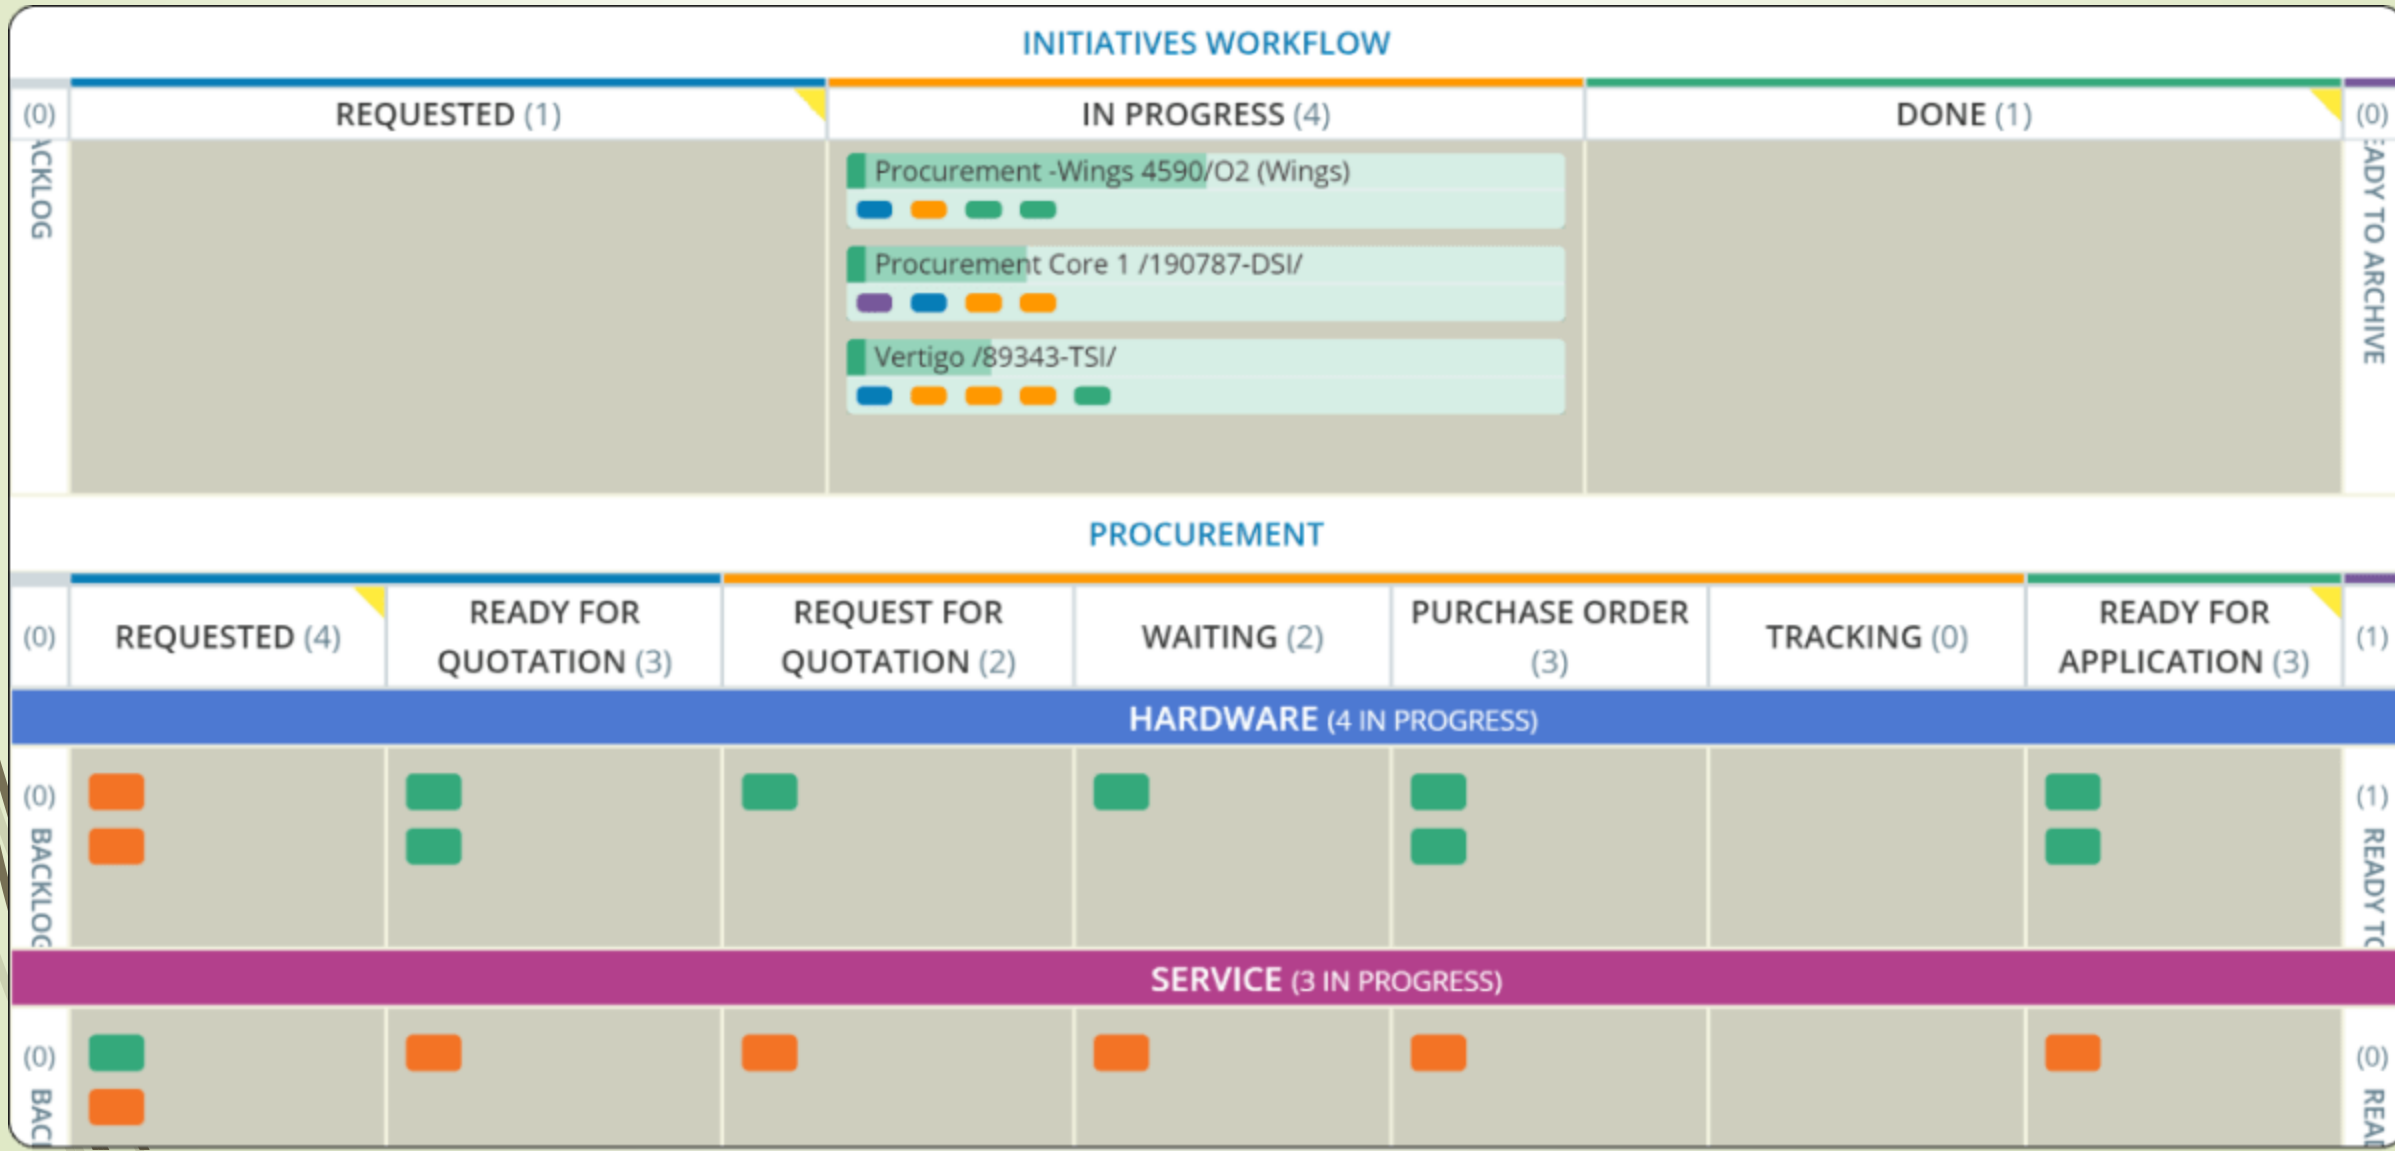 INITIATIVES WORKFLOW
(0)
REQUESTED (1)
IN PROGRESS (4)
DONE (1)
(0)
ACKLOG
Procurement -Wings 4590/O2 (Wings)
Procurement Core 1 /190787-DSI/
Vertigo /89343-TSI/
EADY TO ARCHIVE
PROCUREMENT
(0)
REQUESTED (4)
READY FOR
QUOTATION (3)
REQUEST FOR
QUOTATION (2)
WAITING (2)
PURCHASE ORDER
(3)
TRACKING (0)
READY FOR
APPLICATION (3)
(1)
HARDWARE (4 IN PROGRESS)
(0)
BACKLOG
(1)
READY TO
SERVICE (3 IN PROGRESS)
(0)
BACK
(0)
READ